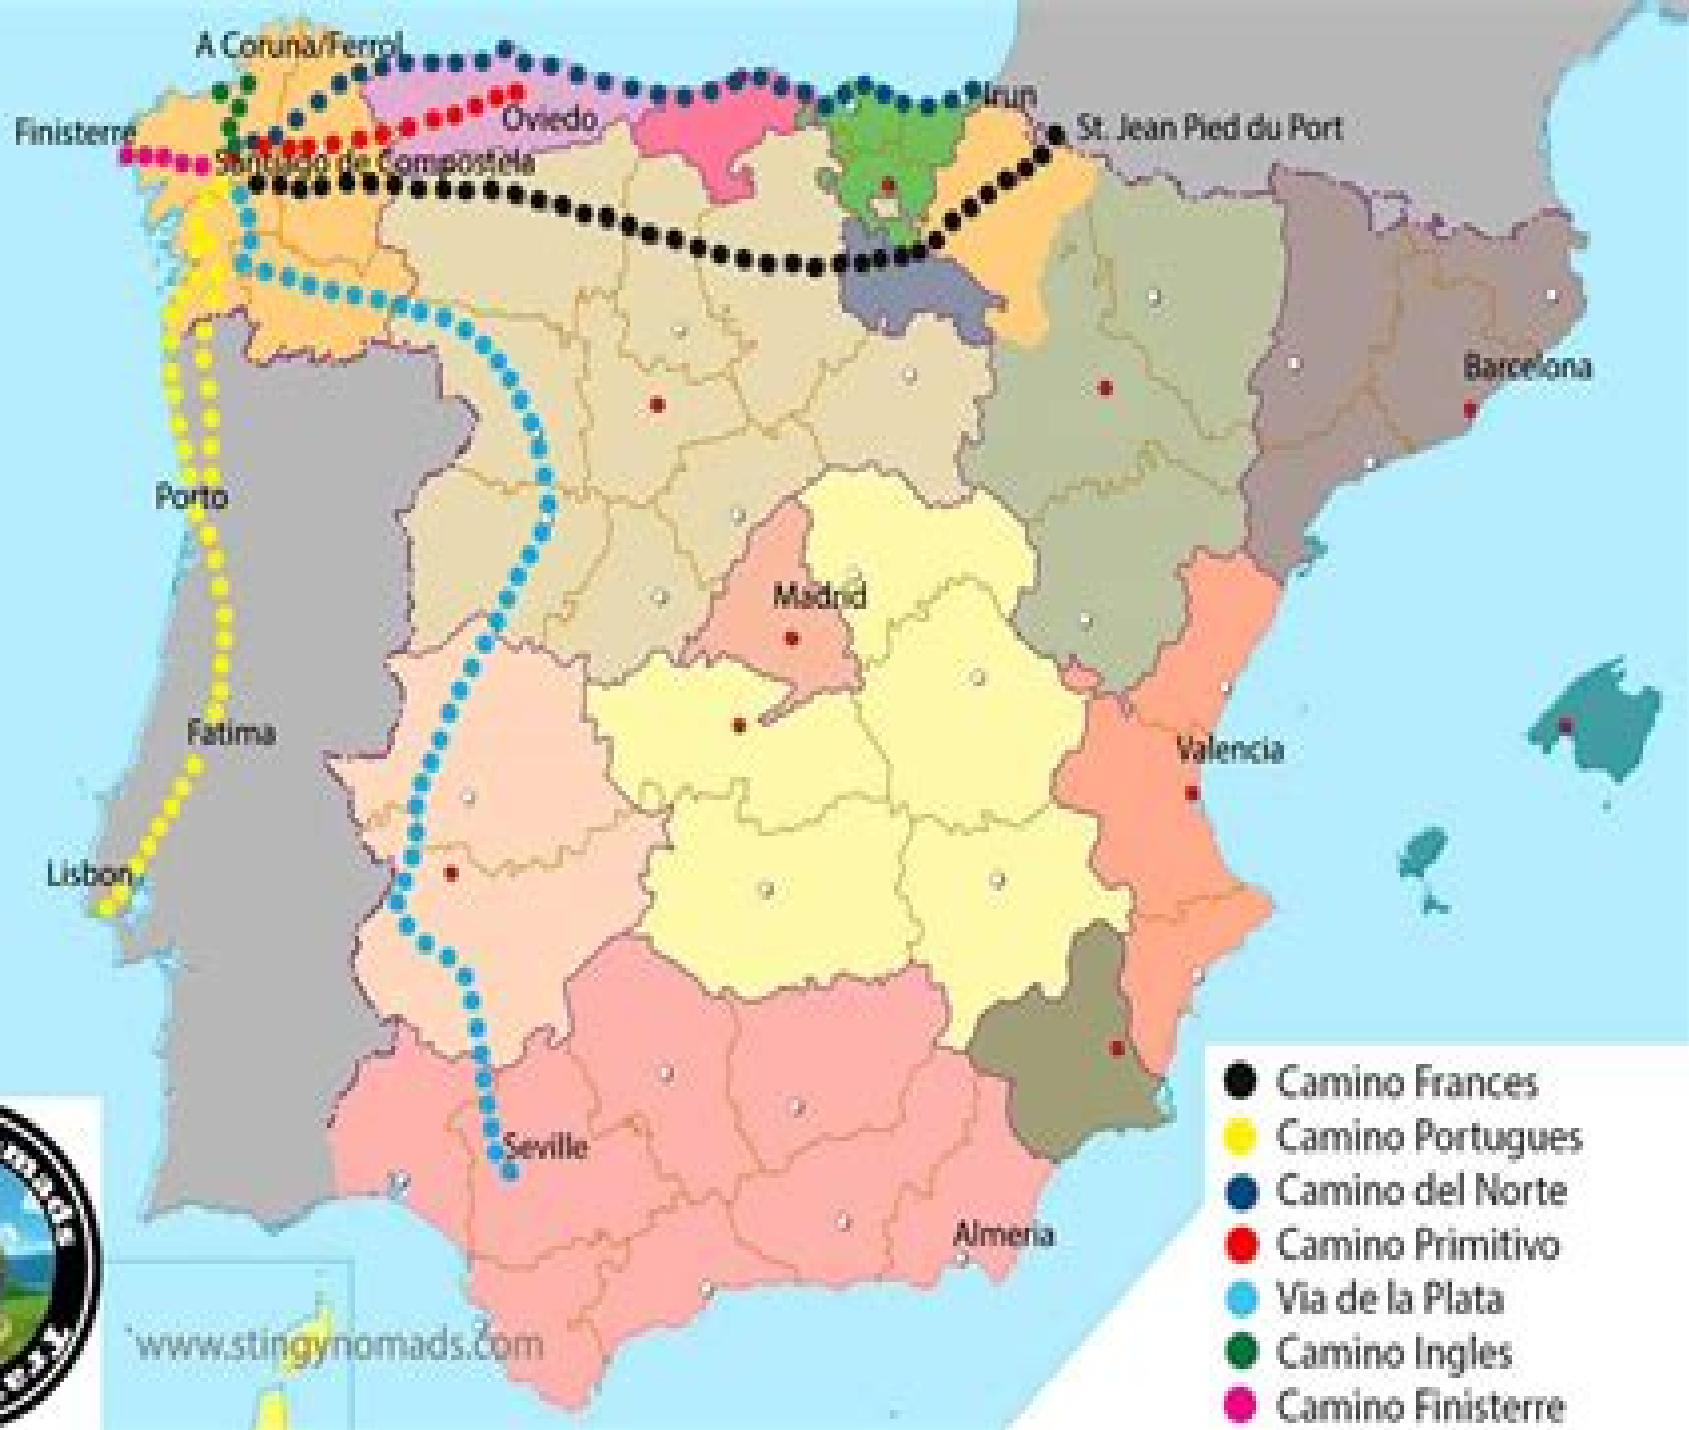 A Coruna/Ferrol
Irun
Finisterre
Oviedo
St. Jean Pied du Port
Santiago de Compostela
Barcelona
Porto
Madrid
Fatima
Valencia
Lisbon
Seville
Almeria
Camino Frances
Camino Portugues
Camino del Norte
Camino Primitivo
Via de la Plata
Camino Ingles
Camino Finisterre
www.stingynomads.com